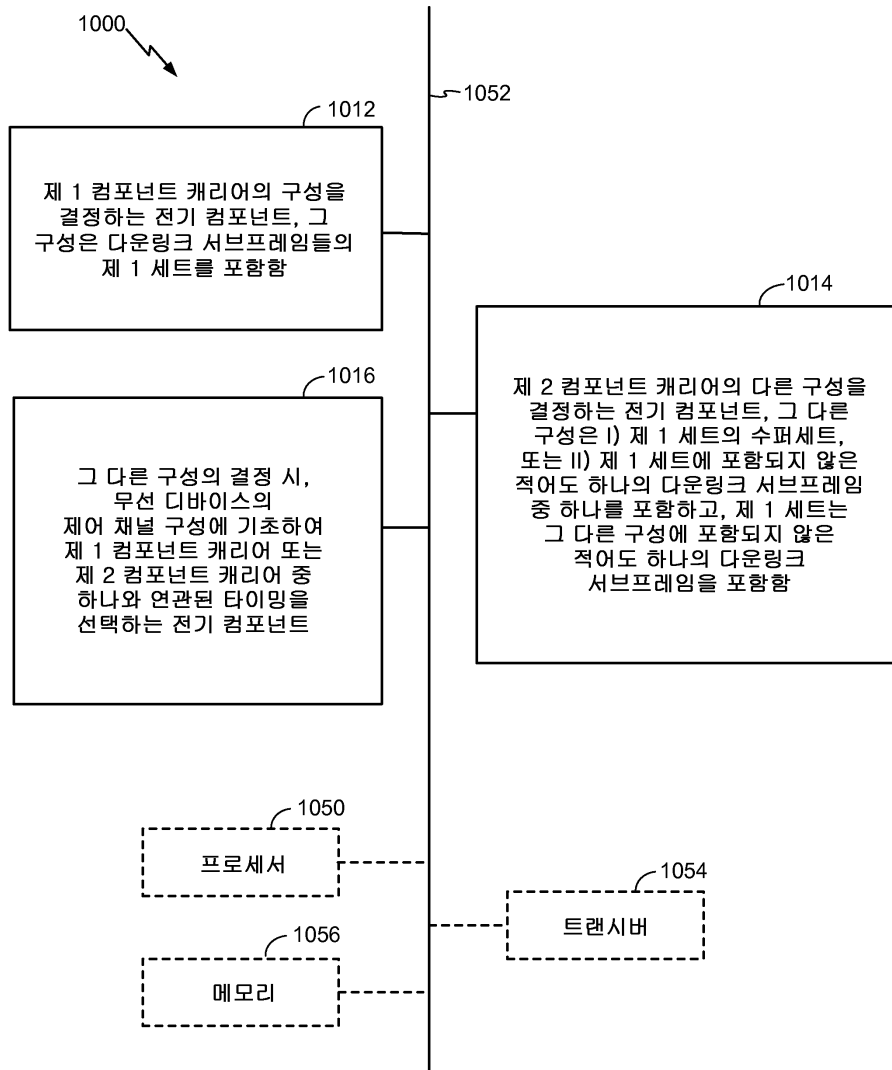 1000
1052
1012
제 1 컴포넌트 캐리어의 구성을
결정하는 전기 컴포넌트, 그
구성은 다운링크 서브프레임들의
제 1 세트를 포함함
1014
제 2 컴포넌트 캐리어의 다른 구성을
결정하는 전기 컴포넌트, 그 다른
구성은 I) 제 1 세트의 수퍼세트,
또는 II) 제 1 세트에 포함되지 않은
적어도 하나의 다운링크 서브프레임
중 하나를 포함하고, 제 1 세트는
그 다른 구성에 포함되지 않은
적어도 하나의 다운링크
서브프레임을 포함함
1016
그 다른 구성의 결정 시,
무선 디바이스의
제어 채널 구성에 기초하여
제 1 컴포넌트 캐리어 또는
제 2 컴포넌트 캐리어 중
하나와 연관된 타이밍을
선택하는 전기 컴포넌트
1050
프로세서
1054
트랜시버
1056
메모리